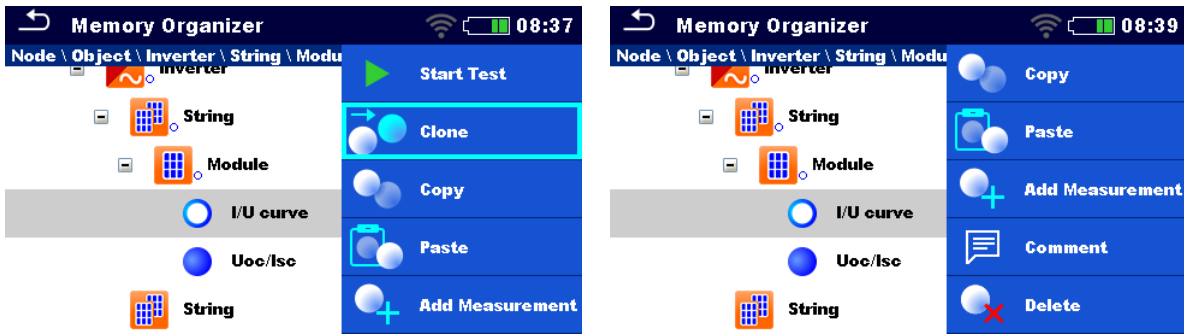 Memory Organizer 08:37
Node \ Object \ Inverter \ String \ Modu
Inverter
String
Module
I/U curve
Uoc/Isc
String
Start Test
Clone
Copy
Paste
Add Measurement
Memory Organizer 08:39
Node \ Object \ Inverter \ String \ Modu
Inverter
String
Module
I/U curve
Uoc/Isc
String
Copy
Paste
Add Measurement
Comment
Delete